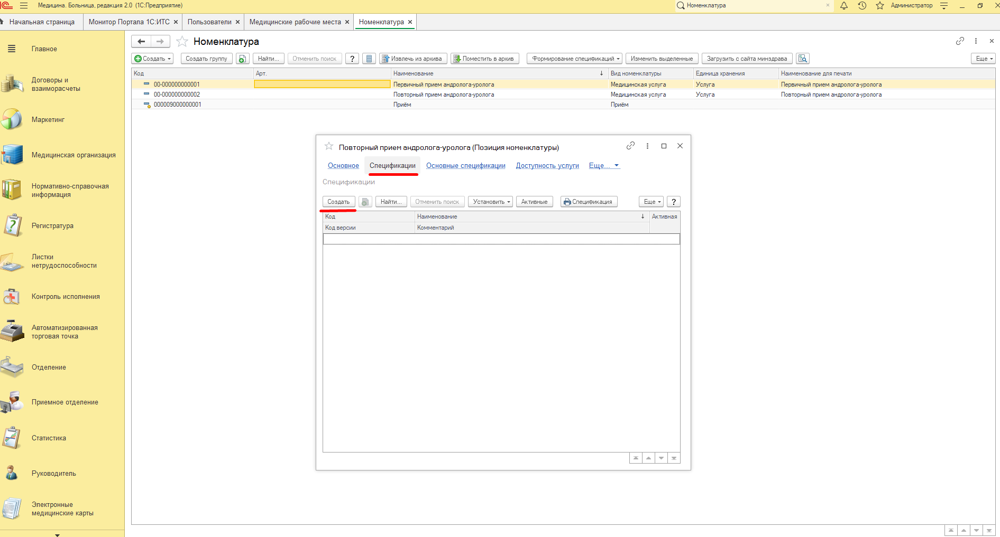 Медицина. Больница, редакция 2.0 (1С:Предприятие)
Номенклатура
Администратор
Начальная страница
Монитор Портала 1С:ИТС
Пользователи
Медицинские рабочие места
Номенклатура
Главное
Договоры и
взаиморасчеты
Маркетинг
Медицинская организация
Нормативно-справочная
информация
Регистратура
Листки
нетрудоспособности
Контроль исполнения
Автоматизированная
торговая точка
Отделение
Приемное отделение
Статистика
Руководитель
Электронные
медицинские карты
Номенклатура
Создать
Создать группу
Найти...
Отменить поиск
?
Извлечь из архива
Поместить в архив
Формирование спецификаций
Изменить выделенные
Загрузить с сайта минздрава
Еще
Код Арт. Наименование Вид номенклатуры Единица хранения Наименование для печати
00-000000000001 Первичный прием андролога-уролога Медицинская услуга Услуга Первичный прием андролога-уролога
00-000000000002 Повторный прием андролога-уролога Медицинская услуга Услуга Повторный прием андролога-уролога
000009000000001 Приём Приём
Повторный прием андролога-уролога (Позиция номенклатуры)
Основное Спецификации Основные спецификации Доступность услуги Еще...
Спецификации
Создать
Найти...
Отменить поиск
Установить
Активные
Спецификация
Еще
?
Код Наименование Активная
Код версии Комментарий